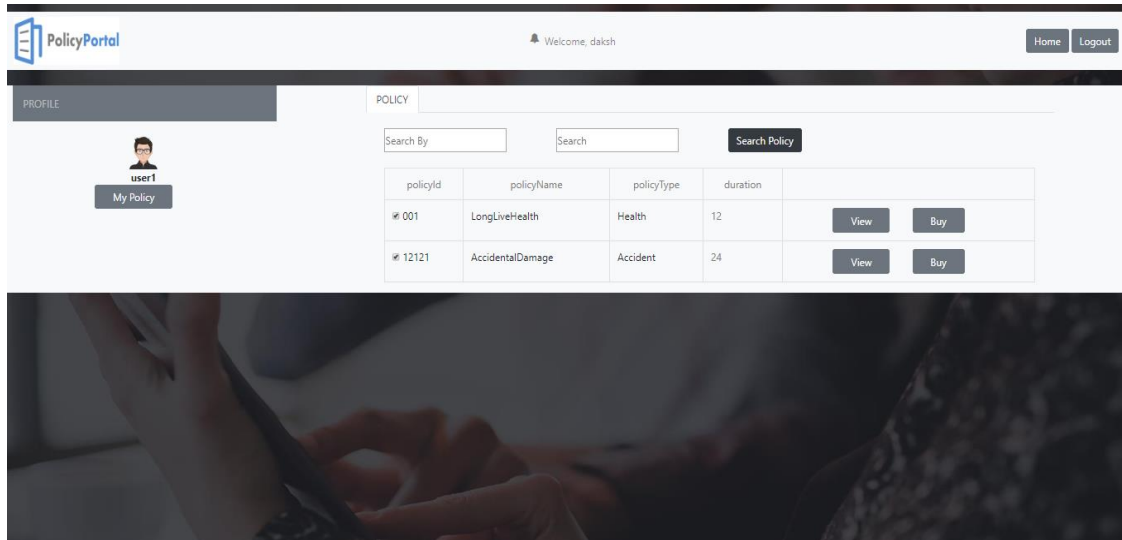 PolicyPortal
Welcome, daksh
Home Logout
PROFILE
user1
My Policy
POLICY
Search By Search Search Policy
policyId policyName policyType duration
001 LongLiveHealth Health 12 View Buy
12121 AccidentalDamage Accident 24 View Buy